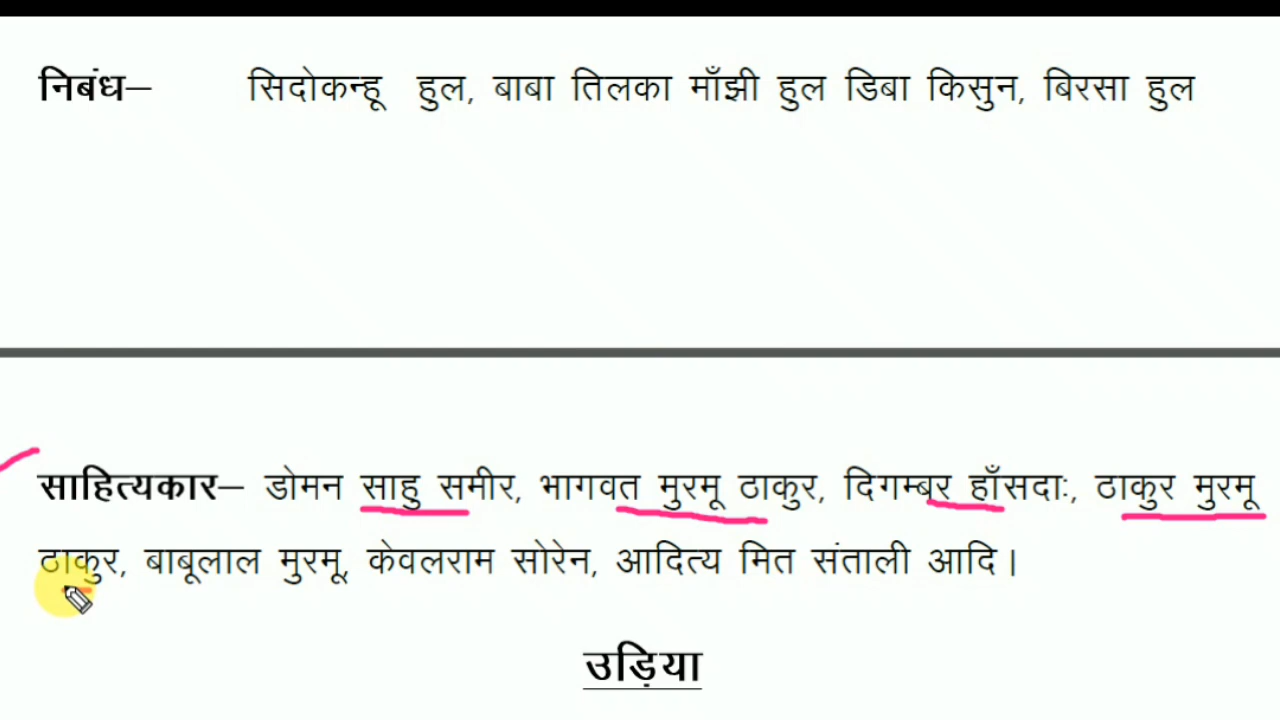 निबंध– सिदोकन्हू हुल, बाबा तिलका माँझी हुल डिबा किसुन, बिरसा हुल
साहित्यकार– डोमन साहु समीर, भागवत मुरमू ठाकुर, दिगम्बर हाँसदाः, ठाकुर मुरमू
ठाकुर, बाबूलाल मुरमू, केवलराम सोरेन, आदित्य मित संताली आदि।
उड़िया